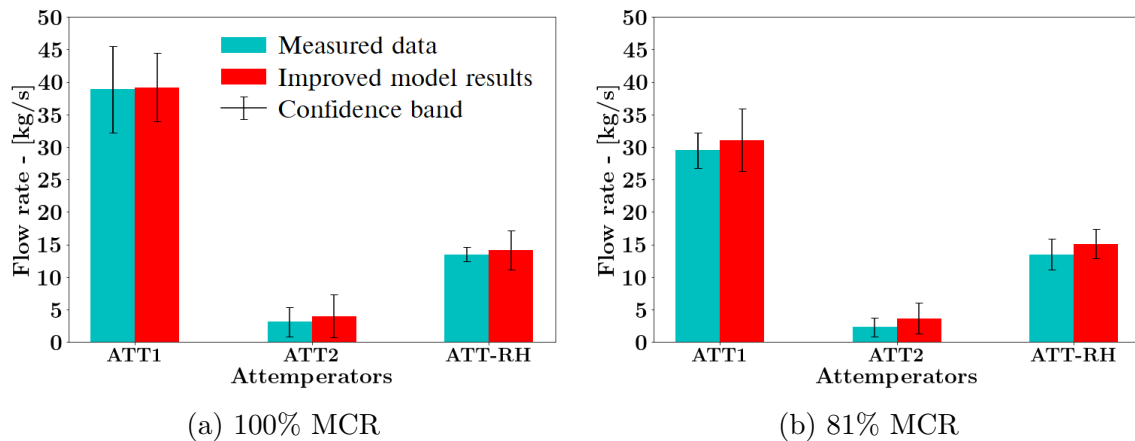 50
45
40
35
30
25
20
15
10
5
0
Flow rate - [kg/s]
Measured data
Improved model results
Confidence band
ATT1 ATT2 ATT-RH
Attemperators
(a) 100% MCR
50
45
40
35
30
25
20
15
10
5
0
Flow rate - [kg/s]
ATT1 ATT2 ATT-RH
Attemperators
(b) 81% MCR